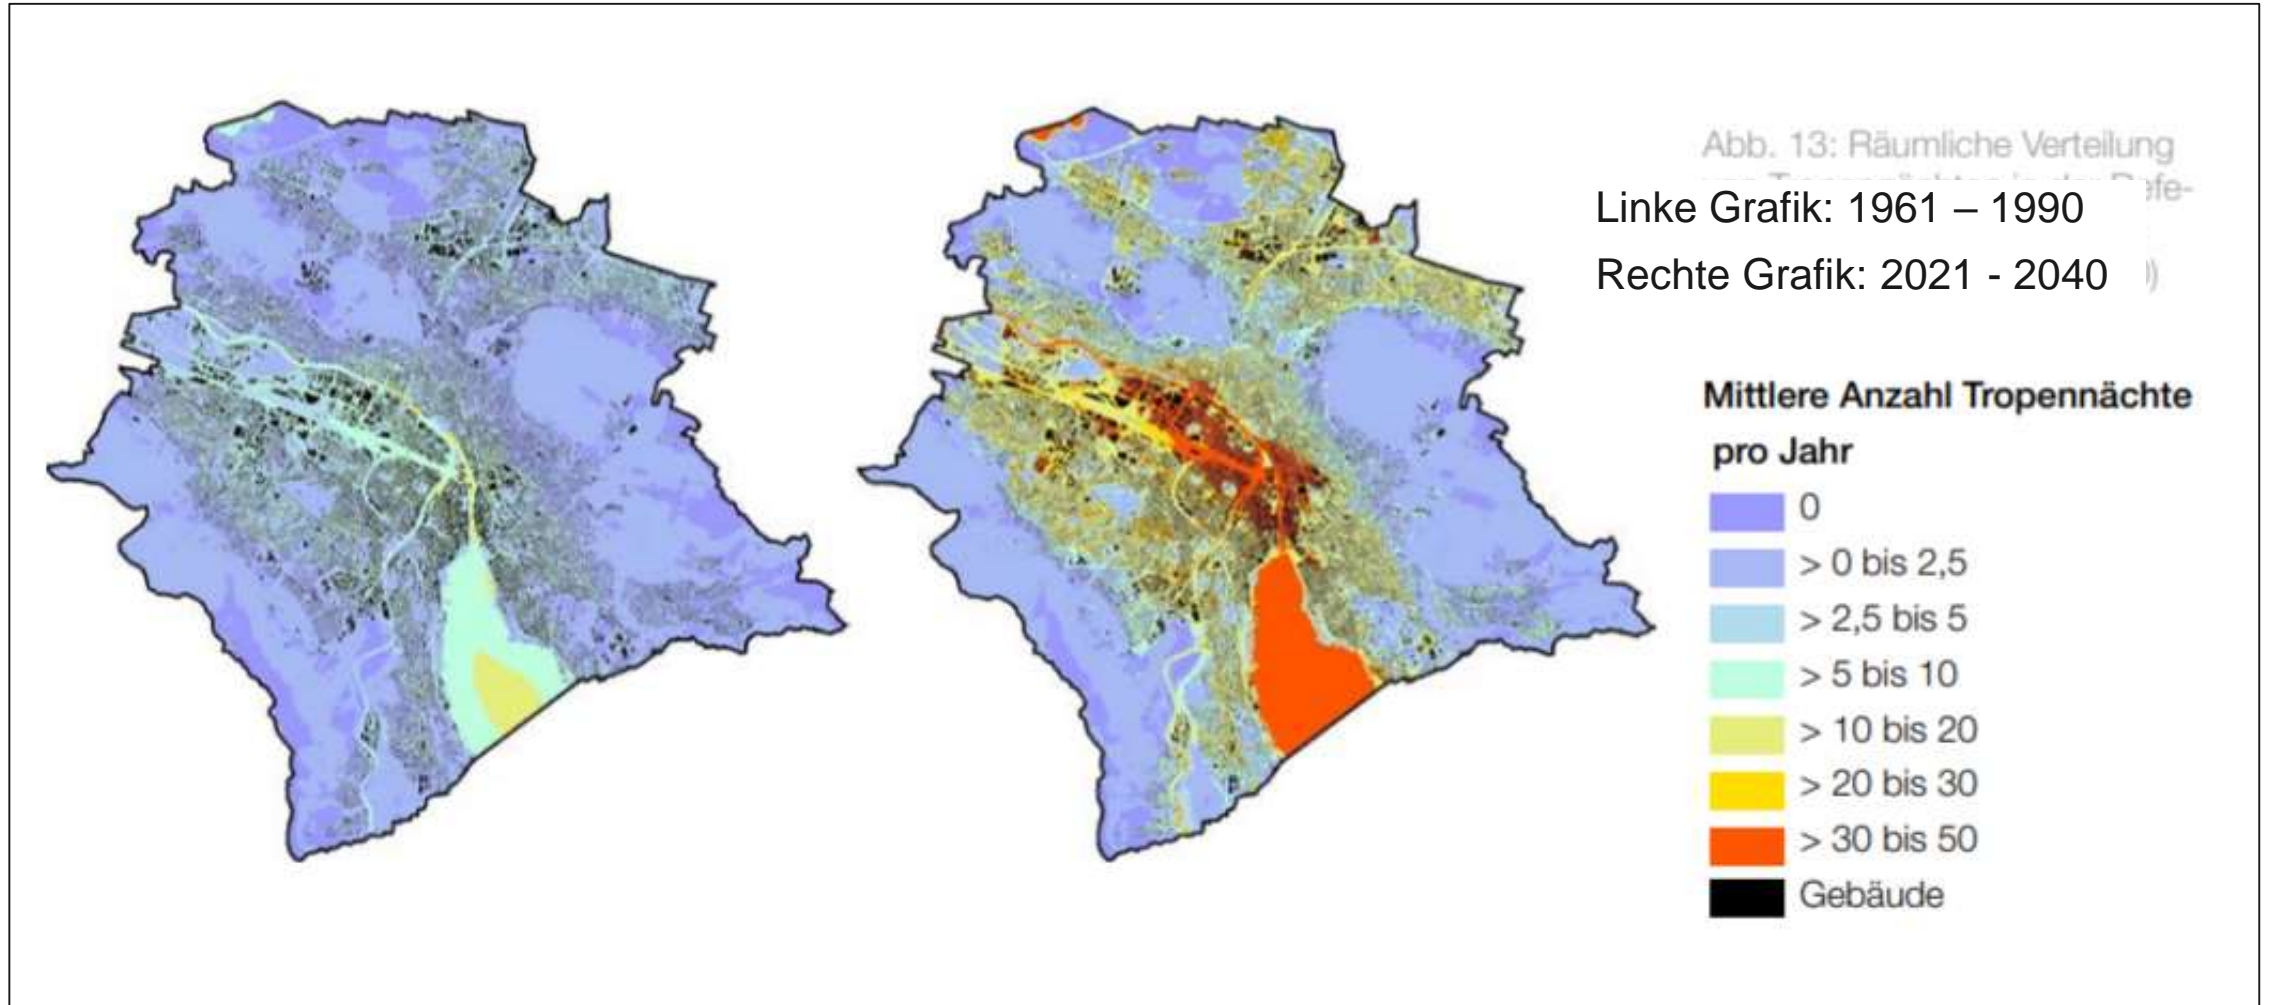 Abb. 13: Räumliche Verteilung
Linke Grafik: 1961 – 1990
Rechte Grafik: 2021 - 2040
Mittlere Anzahl Tropennächte
pro Jahr
0
> 0 bis 2,5
> 2,5 bis 5
> 5 bis 10
> 10 bis 20
> 20 bis 30
> 30 bis 50
Gebäude